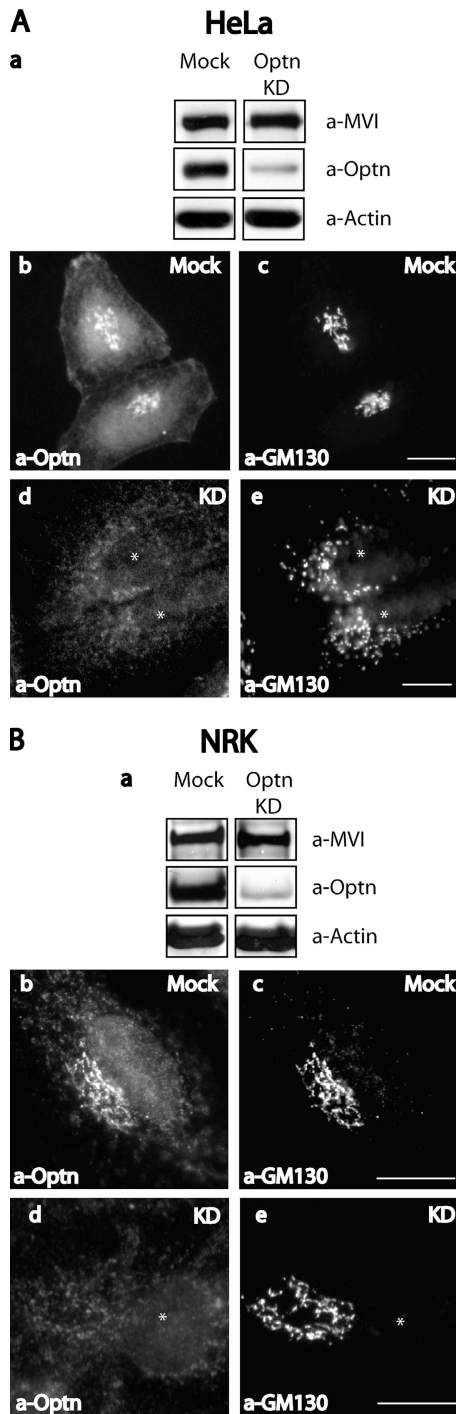 A HeLa
a
Mock Optn
KD
a-MVI
a-Optn
a-Actin
b Mock
a-Optn
c Mock
a-GM130
d KD
*
*
a-Optn
e KD
*
*
a-GM130
B NRK
a Mock Optn
KD
a-MVI
a-Optn
a-Actin
b Mock
a-Optn
c Mock
a-GM130
d KD
*
a-Optn
e KD
*
a-GM130